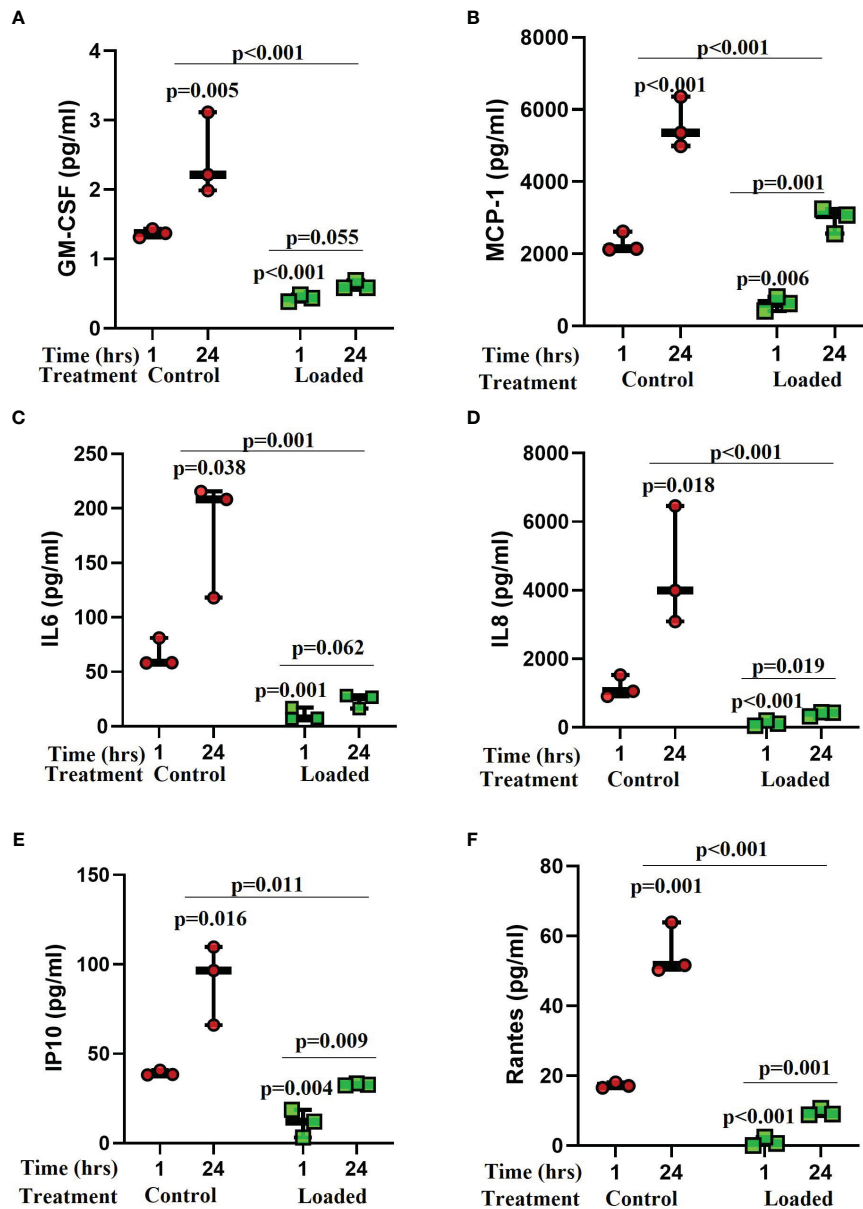 A
GM-CSF (pg/ml)
4
3
2
1
0
p<0.001
p=0.005
p=0.055
p<0.001
Time (hrs) 1 24 1 24
Treatment Control Loaded
B
MCP-1 (pg/ml)
8000
6000
4000
2000
0
p<0.001
p<0.001
p=0.001
p=0.006
Time (hrs) 1 24 1 24
Treatment Control Loaded
C
IL6 (pg/ml)
250
200
150
100
50
0
p=0.001
p=0.038
p=0.062
p=0.001
Time (hrs) 1 24 1 24
Treatment Control Loaded
D
IL8 (pg/ml)
8000
6000
4000
2000
0
p<0.001
p=0.018
p=0.019
p<0.001
Time (hrs) 1 24 1 24
Treatment Control Loaded
E
IP10 (pg/ml)
150
100
50
0
p=0.011
p=0.016
p=0.009
p=0.004
Time (hrs) 1 24 1 24
Treatment Control Loaded
F
Rantes (pg/ml)
80
60
40
20
0
p<0.001
p=0.001
p=0.001
p<0.001
Time (hrs) 1 24 1 24
Treatment Control Loaded